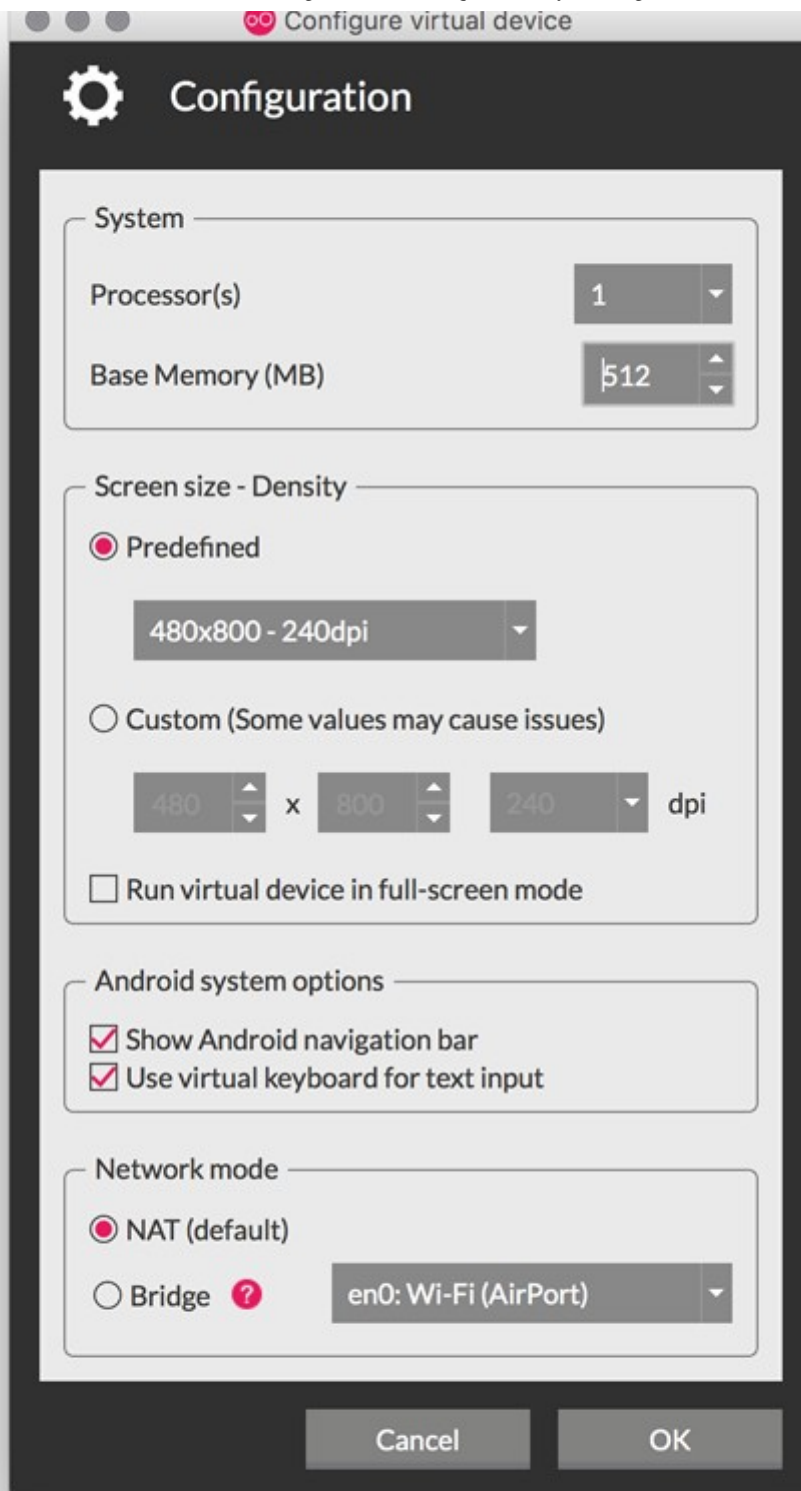 Configure virtual device
Configuration
System
Processor(s) 1
Base Memory (MB) 512
Screen size - Density
Predefined
480x800 - 240dpi
Custom (Some values may cause issues)
480 x 800 240 dpi
Run virtual device in full-screen mode
Android system options
Show Android navigation bar
Use virtual keyboard for text input
Network mode
NAT (default)
Bridge ? en0: Wi-Fi (AirPort)
Cancel OK